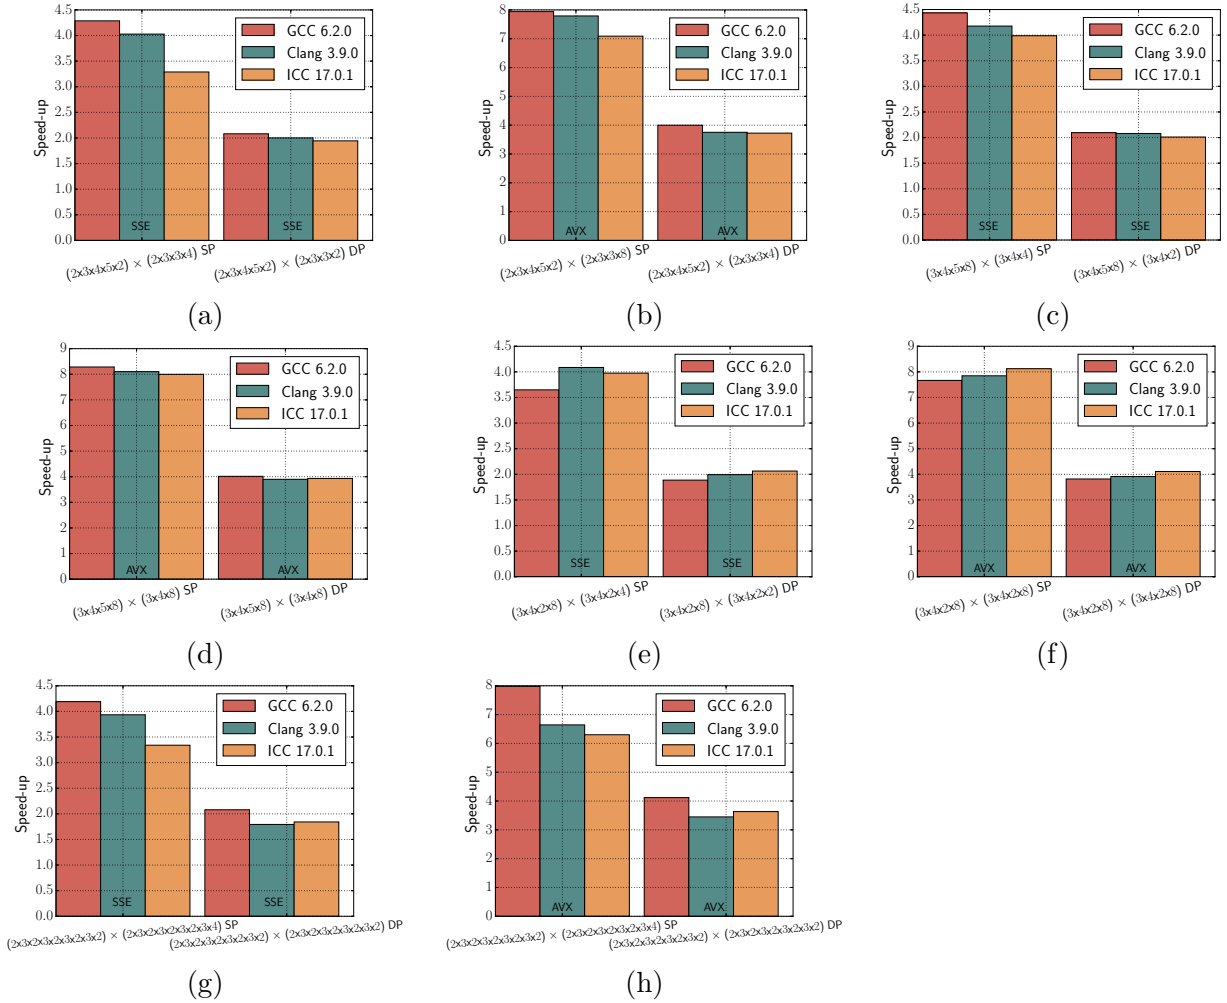 4.5
4.0
3.5
3.0
2.5
2.0
1.5
1.0
0.5
0.0
Speed-up
GCC 6.2.0
Clang 3.9.0
ICC 17.0.1
SSE
SSE
(2x3x4x5x2) × (2x3x3x4) SP
(2x3x4x5x2) × (2x3x3x2) DP
(a)
8
7
6
5
4
3
2
1
0
Speed-up
GCC 6.2.0
Clang 3.9.0
ICC 17.0.1
AVX
AVX
(2x3x4x5x2) × (2x3x3x8) SP
(2x3x4x5x2) × (2x3x3x4) DP
(b)
4.5
4.0
3.5
3.0
2.5
2.0
1.5
1.0
0.5
0.0
Speed-up
GCC 6.2.0
Clang 3.9.0
ICC 17.0.1
SSE
SSE
(3x4x5x8) × (3x4x4) SP
(3x4x5x8) × (3x4x2) DP
(c)
9
8
7
6
5
4
3
2
1
0
Speed-up
GCC 6.2.0
Clang 3.9.0
ICC 17.0.1
AVX
AVX
(3x4x5x8) × (3x4x8) SP
(3x4x5x8) × (3x4x8) DP
(d)
4.5
4.0
3.5
3.0
2.5
2.0
1.5
1.0
0.5
0.0
Speed-up
GCC 6.2.0
Clang 3.9.0
ICC 17.0.1
SSE
SSE
(3x4x2x8) × (3x4x2x4) SP
(3x4x2x8) × (3x4x2x2) DP
(e)
9
8
7
6
5
4
3
2
1
0
Speed-up
GCC 6.2.0
Clang 3.9.0
ICC 17.0.1
AVX
AVX
(3x4x2x8) × (3x4x2x8) SP
(3x4x2x8) × (3x4x2x8) DP
(f)
4.5
4.0
3.5
3.0
2.5
2.0
1.5
1.0
0.5
0.0
Speed-up
GCC 6.2.0
Clang 3.9.0
ICC 17.0.1
SSE
SSE
(2x3x2x3x2x3x2x3x2) × (2x3x2x3x2x3x2x3x4) SP
(2x3x2x3x2x3x2x3x2) × (2x3x2x3x2x3x2x3x2) DP
(g)
8
7
6
5
4
3
2
1
0
Speed-up
GCC 6.2.0
Clang 3.9.0
ICC 17.0.1
AVX
AVX
(2x3x2x3x2x3x2x3x2) × (2x3x2x3x2x3x2x3x4) SP
(2x3x2x3x2x3x2x3x2) × (2x3x2x3x2x3x2x3x2) DP
(h)